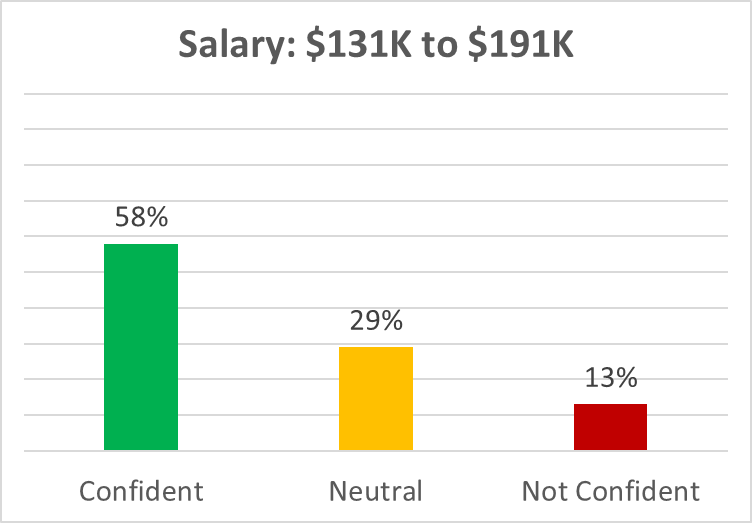 Salary: $131K to $191K
58%
29%
13%
Confident
Neutral
Not Confident